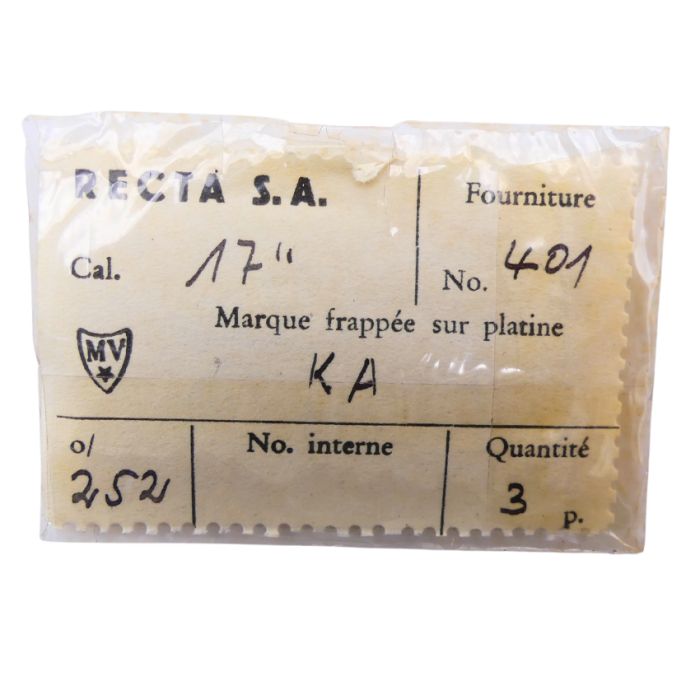 RECTA S.A.
Fourniture
Cal. 17"
No. 401
Marque frappée sur platine
MV
KA
o/ 252
No. interne
Quantité
3 p.